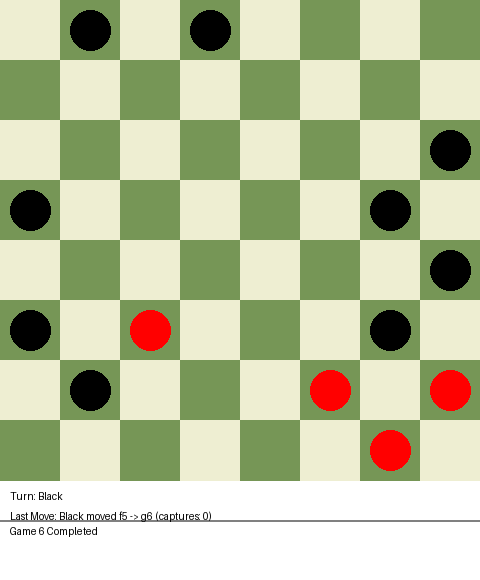 Turn: Black
Last Move: Black moved f5 -> g6 (captures: 0)
Game 6 Completed